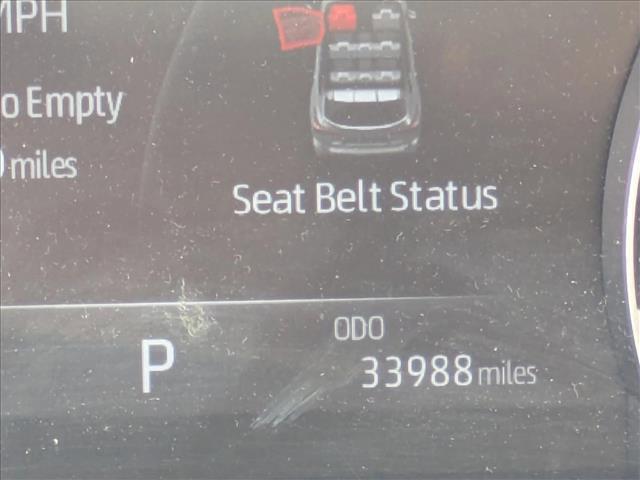 MPH
o Empty
miles
Seat Belt Status
ODO
P
33988 miles